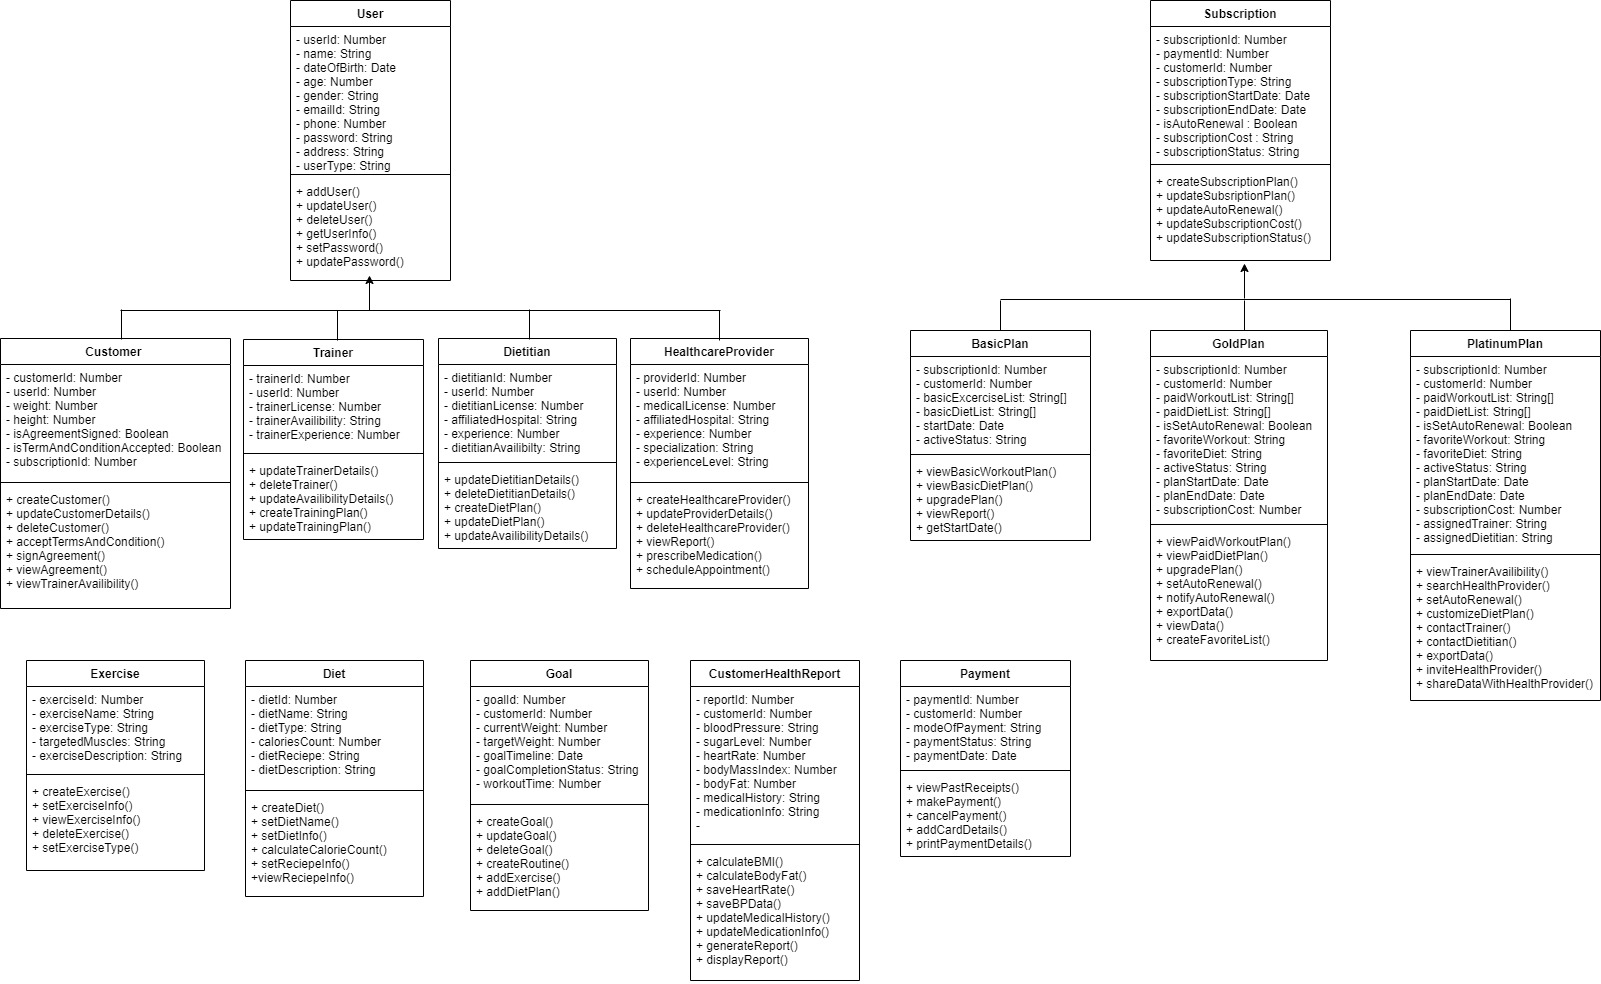 User
- userId: Number
- name: String
- dateOfBirth: Date
- age: Number
- gender: String
- emailId: String
- phone: Number
- password: String
- address: String
- userType: String
+ addUser()
+ updateUser()
+ deleteUser()
+ getUserInfo()
+ setPassword()
+ updatePassword()
Subscription
- subscriptionId: Number
- paymentId: Number
- customerId: Number
- subscriptionType: String
- subscriptionStartDate: Date
- subscriptionEndDate: Date
- isAutoRenewal : Boolean
- subscriptionCost : String
- subscriptionStatus: String
+ createSubscriptionPlan()
+ updateSubsriptionPlan()
+ updateAutoRenewal()
+ updateSubscriptionCost()
+ updateSubscriptionStatus()
Customer
- customerId: Number
- userId: Number
- weight: Number
- height: Number
- isAgreementSigned: Boolean
- isTermAndConditionAccepted: Boolean
- subscriptionId: Number
+ createCustomer()
+ updateCustomerDetails()
+ deleteCustomer()
+ acceptTermsAndCondition()
+ signAgreement()
+ viewAgreement()
+ viewTrainerAvailibility()
Trainer
- trainerId: Number
- userId: Number
- trainerLicense: Number
- trainerAvailibility: String
- trainerExperience: Number
+ updateTrainerDetails()
+ deleteTrainer()
+ updateAvailibilityDetails()
+ createTrainingPlan()
+ updateTrainingPlan()
Dietitian
- dietitianId: Number
- userId: Number
- dietitianLicense: Number
- affiliatedHospital: String
- experience: Number
- dietitianAvailibilty: String
+ updateDietitianDetails()
+ deleteDietitianDetails()
+ createDietPlan()
+ updateDietPlan()
+ updateAvailibilityDetails()
HealthcareProvider
- providerId: Number
- userId: Number
- medicalLicense: Number
- affiliatedHospital: String
- experience: Number
- specialization: String
- experienceLevel: String
+ createHealthcareProvider()
+ updateProviderDetails()
+ deleteHealthcareProvider()
+ viewReport()
+ prescribeMedication()
+ scheduleAppointment()
BasicPlan
- subscriptionId: Number
- customerId: Number
- basicExcerciseList: String[]
- basicDietList: String[]
- startDate: Date
- activeStatus: String
+ viewBasicWorkoutPlan()
+ viewBasicDietPlan()
+ upgradePlan()
+ viewReport()
+ getStartDate()
GoldPlan
- subscriptionId: Number
- customerId: Number
- paidWorkoutList: String[]
- paidDietList: String[]
- isSetAutoRenewal: Boolean
- favoriteWorkout: String
- favoriteDiet: String
- activeStatus: String
- planStartDate: Date
- planEndDate: Date
- subscriptionCost: Number
+ viewPaidWorkoutPlan()
+ viewPaidDietPlan()
+ upgradePlan()
+ setAutoRenewal()
+ notifyAutoRenewal()
+ exportData()
+ viewData()
+ createFavoriteList()
PlatinumPlan
- subscriptionId: Number
- customerId: Number
- paidWorkoutList: String[]
- paidDietList: String[]
- isSetAutoRenewal: Boolean
- favoriteWorkout: String
- favoriteDiet: String
- activeStatus: String
- planStartDate: Date
- planEndDate: Date
- subscriptionCost: Number
- assignedTrainer: String
- assignedDietitian: String
+ viewTrainerAvailibility()
+ searchHealthProvider()
+ setAutoRenewal()
+ customizeDietPlan()
+ contactTrainer()
+ contactDietitian()
+ exportData()
+ inviteHealthProvider()
+ shareDataWithHealthProvider()
Exercise
- exerciseId: Number
- exerciseName: String
- exerciseType: String
- targetedMuscles: String
- exerciseDescription: String
+ createExercise()
+ setExerciseInfo()
+ viewExerciseInfo()
+ deleteExercise()
+ setExerciseType()
Diet
- dietId: Number
- dietName: String
- dietType: String
- caloriesCount: Number
- dietReciepe: String
- dietDescription: String
+ createDiet()
+ setDietName()
+ setDietInfo()
+ calculateCalorieCount()
+ setReciepeInfo()
+viewReciepeInfo()
Goal
- goalId: Number
- customerId: Number
- currentWeight: Number
- targetWeight: Number
- goalTimeline: Date
- goalCompletionStatus: String
- workoutTime: Number
+ createGoal()
+ updateGoal()
+ deleteGoal()
+ createRoutine()
+ addExercise()
+ addDietPlan()
CustomerHealthReport
- reportId: Number
- customerId: Number
- bloodPressure: String
- sugarLevel: Number
- heartRate: Number
- bodyMassIndex: Number
- bodyFat: Number
- medicalHistory: String
- medicationInfo: String
-
+ calculateBMI()
+ calculateBodyFat()
+ saveHeartRate()
+ saveBPData()
+ updateMedicalHistory()
+ updateMedicationInfo()
+ generateReport()
+ displayReport()
Payment
- paymentId: Number
- customerId: Number
- modeOfPayment: String
- paymentStatus: String
- paymentDate: Date
+ viewPastReceipts()
+ makePayment()
+ cancelPayment()
+ addCardDetails()
+ printPaymentDetails()